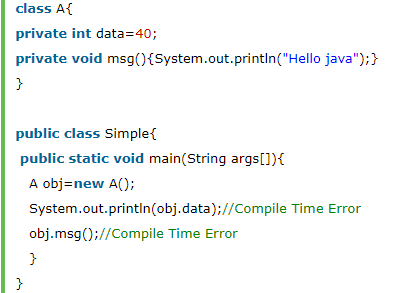 class A{
private int data=40;
private void msg(){System.out.println("Hello java");}
}
public class Simple{
public static void main(String args[]){
A obj=new A();
System.out.println(obj.data);//Compile Time Error
obj.msg();//Compile Time Error
}
}